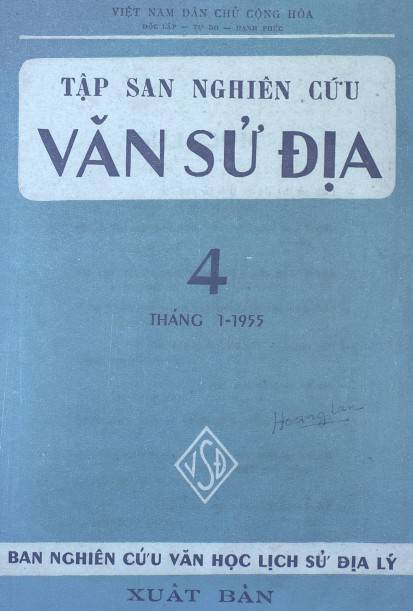 VIỆT NAM DÂN CHỦ CỘNG HÒA
ĐỘC LẬP — TỰ DO — HẠNH PHÚC
TẬP SAN NGHIÊN CỨU
VĂN SỬ ĐỊA
4
THÁNG 1-1955
Hoanglan
VSĐ
BAN NGHIÊN CỨU VĂN HỌC LỊCH SỬ ĐỊA LÝ
XUẤT BẢN